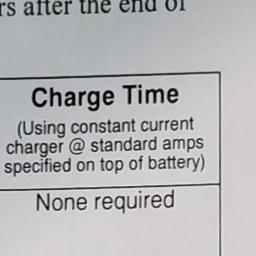 rs after the end of
Charge Time
(Using constant current
charger @ standard amps
specified on top of battery)
None required